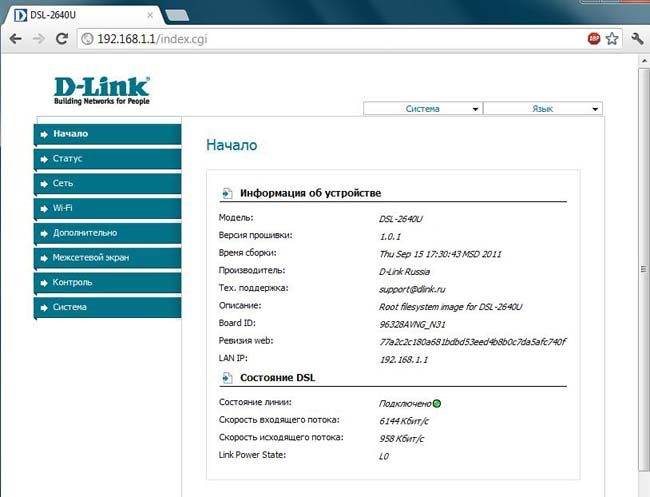 DSL-2640U
192.168.1.1/index.cgi
ABP
D-Link
Building Networks for People
Система
Язык
Начало
Статус
Сеть
Wi-Fi
Дополнительно
Межсетевой экран
Контроль
Система
Начало
Информация об устройстве
Модель: DSL-2640U
Версия прошивки: 1.0.1
Время сборки: Thu Sep 15 17:30:43 MSD 2011
Производитель: D-Link Russia
Тех. поддержка: support@dlink.ru
Описание: Root filesystem image for DSL-2640U
Board ID: 96328AVNG_N31
Ревизия web: 77a2c2c180a681bdbd53eed4b8b0c7da5afc740f
LAN IP: 192.168.1.1
Состояние DSL
Состояние линии: Подключено
Скорость входящего потока: 6144 Кбит/с
Скорость исходящего потока: 958 Кбит/с
Link Power State: L0